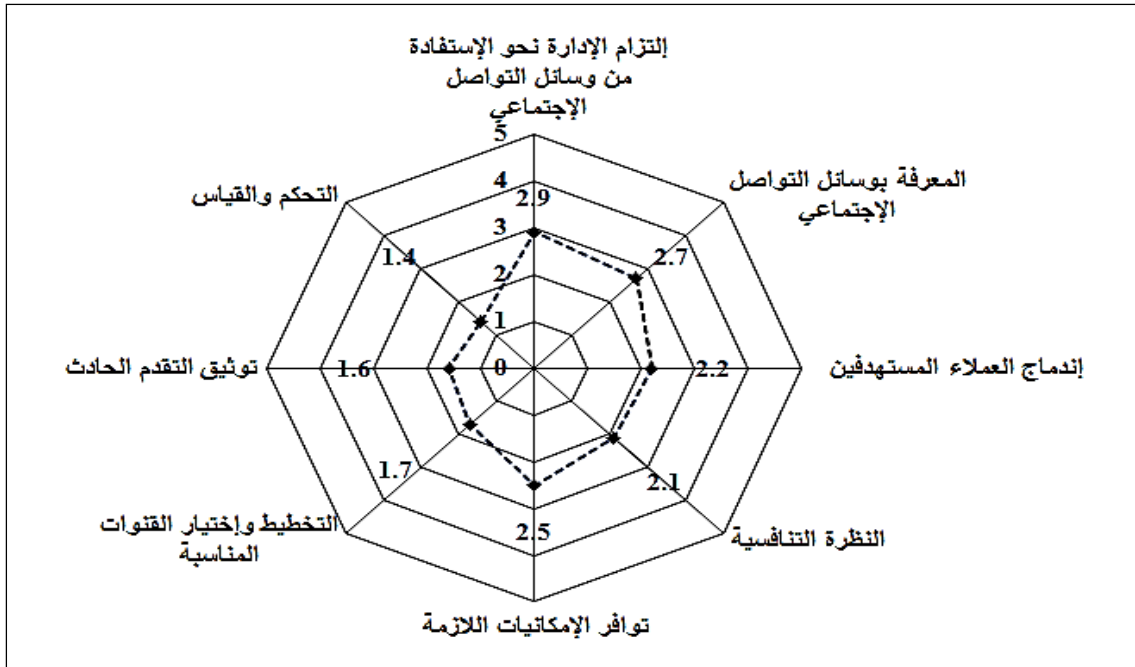 إلتزام الإدارة نحو الإستفادة
من وسائل التواصل
الإجتماعي
5
4
2.9
3
2
1
0
المعرفة بوسائل التواصل
الإجتماعي
2.7
إندماج العملاء المستهدفين
2.2
النظرة التنافسية
2.1
توافر الإمكانيات اللازمة
2.5
التخطيط وإختيار القنوات
المناسبة
1.7
توثيق التقدم الحادث
1.6
التحكم والقياس
1.4